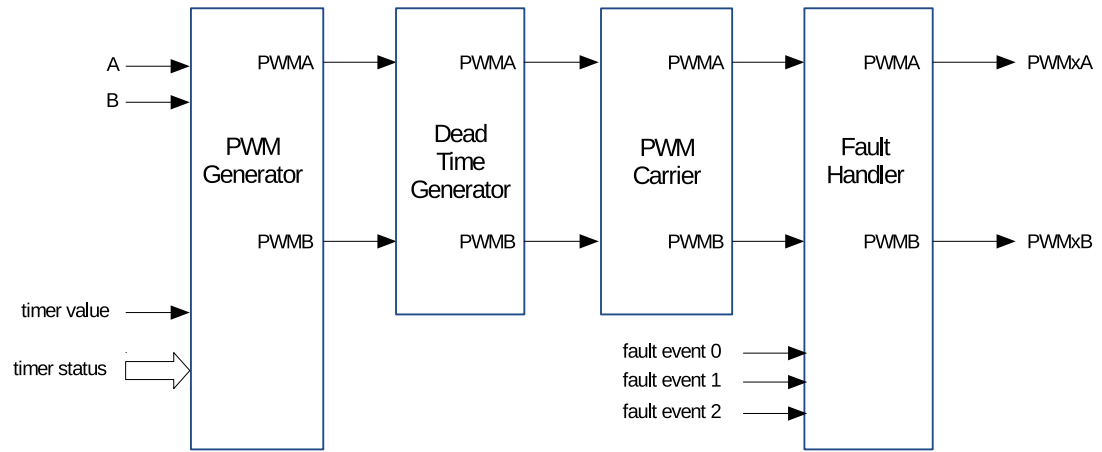 A
B
PWMA
PWM
Generator
PWMB
timer value
timer status
PWMA
Dead
Time
Generator
PWMB
PWMA
PWM
Carrier
PWMB
PWMA
Fault
Handler
PWMB
fault event 0
fault event 1
fault event 2
PWMxA
PWMxB